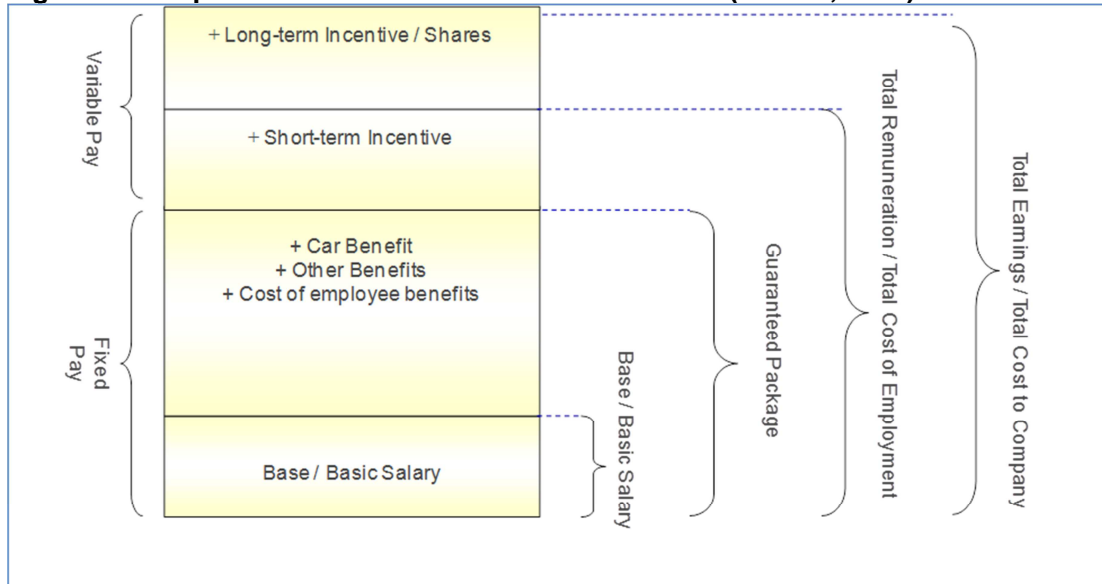 + Long-term Incentive / Shares
+ Short-term Incentive
+ Car Benefit
+ Other Benefits
+ Cost of employee benefits
Base / Basic Salary
Variable Pay
Fixed
Pay
Base / Basic Salary
Guaranteed Package
Total Remuneration / Total Cost of Employment
Total Earnings / Total Cost to Company